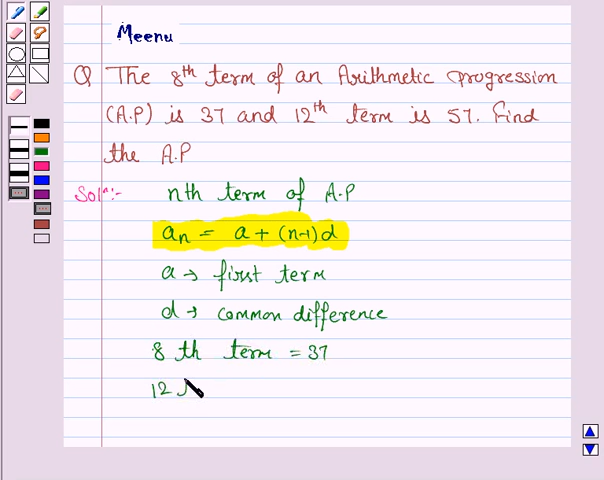 Meenu
Q The 8th term of an Arithmetic progression
(A.P) is 37 and 12th term is 57. Find
the A.P
Solⁿ:- nth term of A.P
an = a + (n-1)d
a → first term
d → common difference
8 th term = 37
12